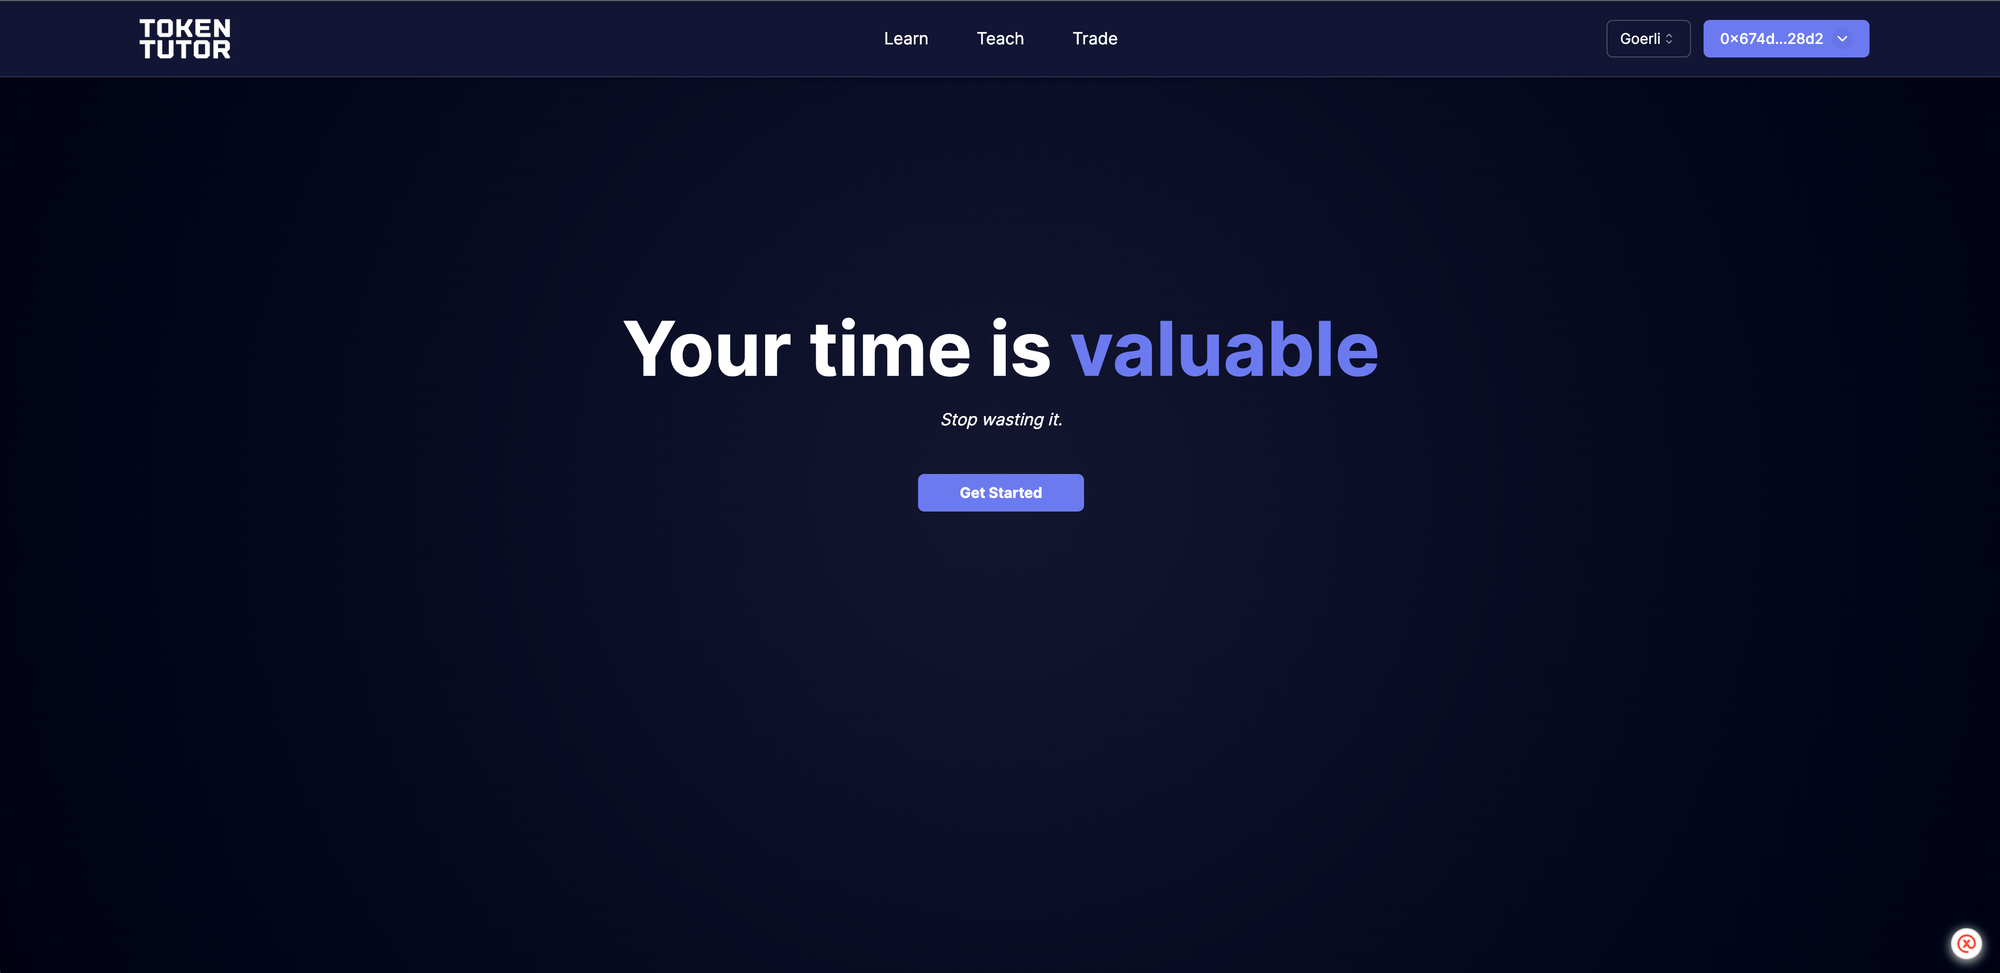 TOKEN
TUTOR
Learn
Teach
Trade
Goerli
0x674d...28d2
Your time is valuable
Stop wasting it.
Get Started